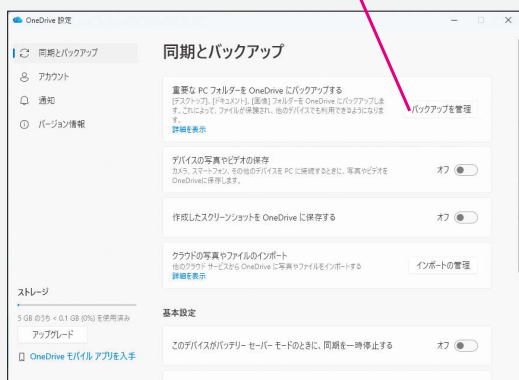 OneDrive 設定
同期とバックアップ
アカウント
通知
バージョン情報
ストレージ
5 GB のうち < 0.1 GB (0%) を使用済み
アップグレード
OneDrive モバイル アプリを入手
同期とバックアップ
重要な PC フォルダーを OneDrive にバックアップする
[デスクトップ]、[ドキュメント]、[画像] フォルダーを OneDrive にバックアップしま
す。これによって、ファイルが保護され、他のデバイスでも利用できるようになりま
す。
詳細を表示
バックアップを管理
デバイスの写真やビデオの保存
カメラ、スマートフォン、その他のデバイスを PC に接続するときに、写真やビデオを
OneDriveに保存します。
オフ
作成したスクリーンショットを OneDrive に保存する
オフ
クラウドの写真やファイルのインポート
他のクラウド サービスから OneDrive に写真やファイルをインポートする
詳細を表示
インポートの管理
基本設定
このデバイスがバッテリー セーバー モードのときに、同期を一時停止する
オフ